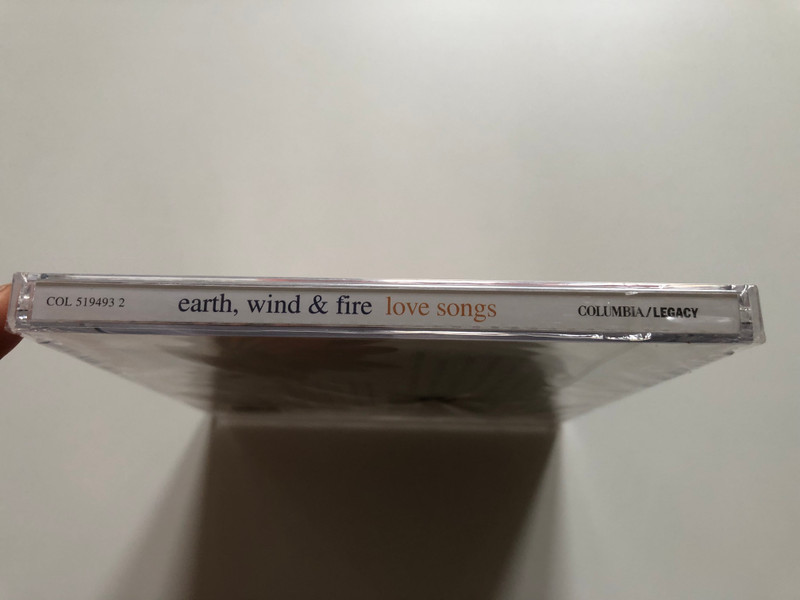 COL 519493 2 earth, wind & fire love songs COLUMBIA/LEGACY